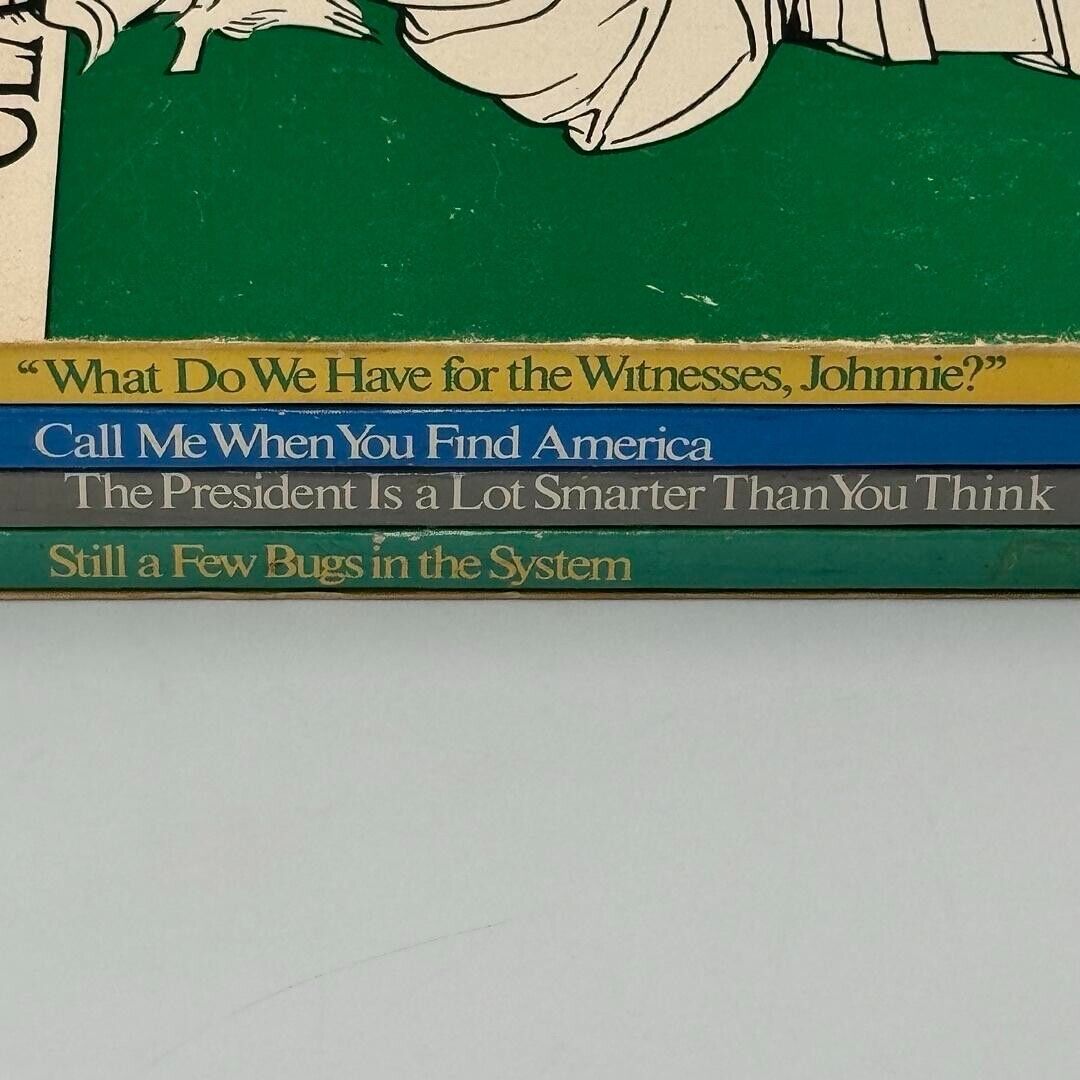 “What Do We Have for the Witnesses, Johnnie?”
Call Me When You Find America
The President Is a Lot Smarter Than You Think
Still a Few Bugs in the System